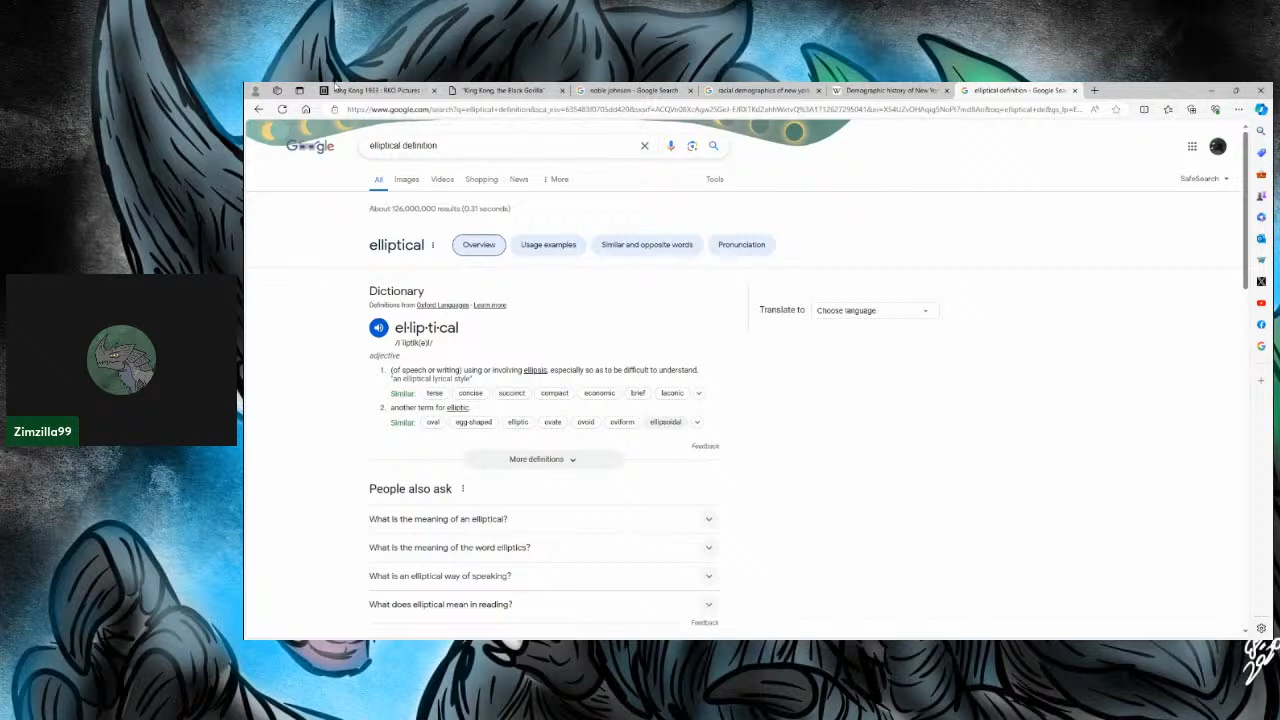 King Kong 1933 : RKO Pictures
"King Kong, the Black Gorilla"
noble johnson - Google Search
racial demographics of new york
Demographic history of New Yor
elliptical definition - Google Sea
Google
elliptical definition
All
Images
Videos
Shopping
News
More
Tools
SafeSearch
About 126,000,000 results (0.31 seconds)
elliptical
Overview
Usage examples
Similar and opposite words
Pronunciation
Dictionary
Definitions from Oxford Languages · Learn more
Translate to
Choose language
el·lip·ti·cal
/ɪˈlɪptɪk(ə)l/
adjective
1. (of speech or writing) using or involving ellipsis, especially so as to be difficult to understand.
"an elliptical lyrical style"
Similar: terse concise succinct compact economic brief laconic
2. another term for elliptic.
Similar: oval egg-shaped elliptic ovate ovoid oviform ellipsoidal
Feedback
More definitions
People also ask
What is the meaning of an elliptical?
What is the meaning of the word elliptics?
What is an elliptical way of speaking?
What does elliptical mean in reading?
Feedback
Zimzilla99